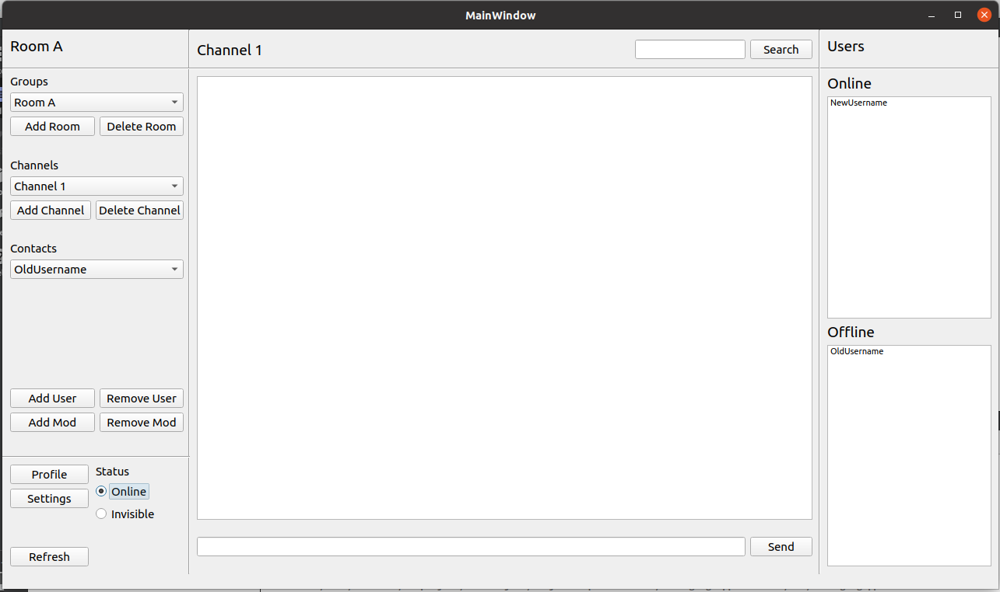 MainWindow
Room A
Groups
Room A
Add Room Delete Room
Channels
Channel 1
Add Channel Delete Channel
Contacts
OldUsername
Add User Remove User
Add Mod Remove Mod
Profile
Settings
Status
Online
Invisible
Refresh
Channel 1
Search
Send
Users
Online
NewUsername
Offline
OldUsername